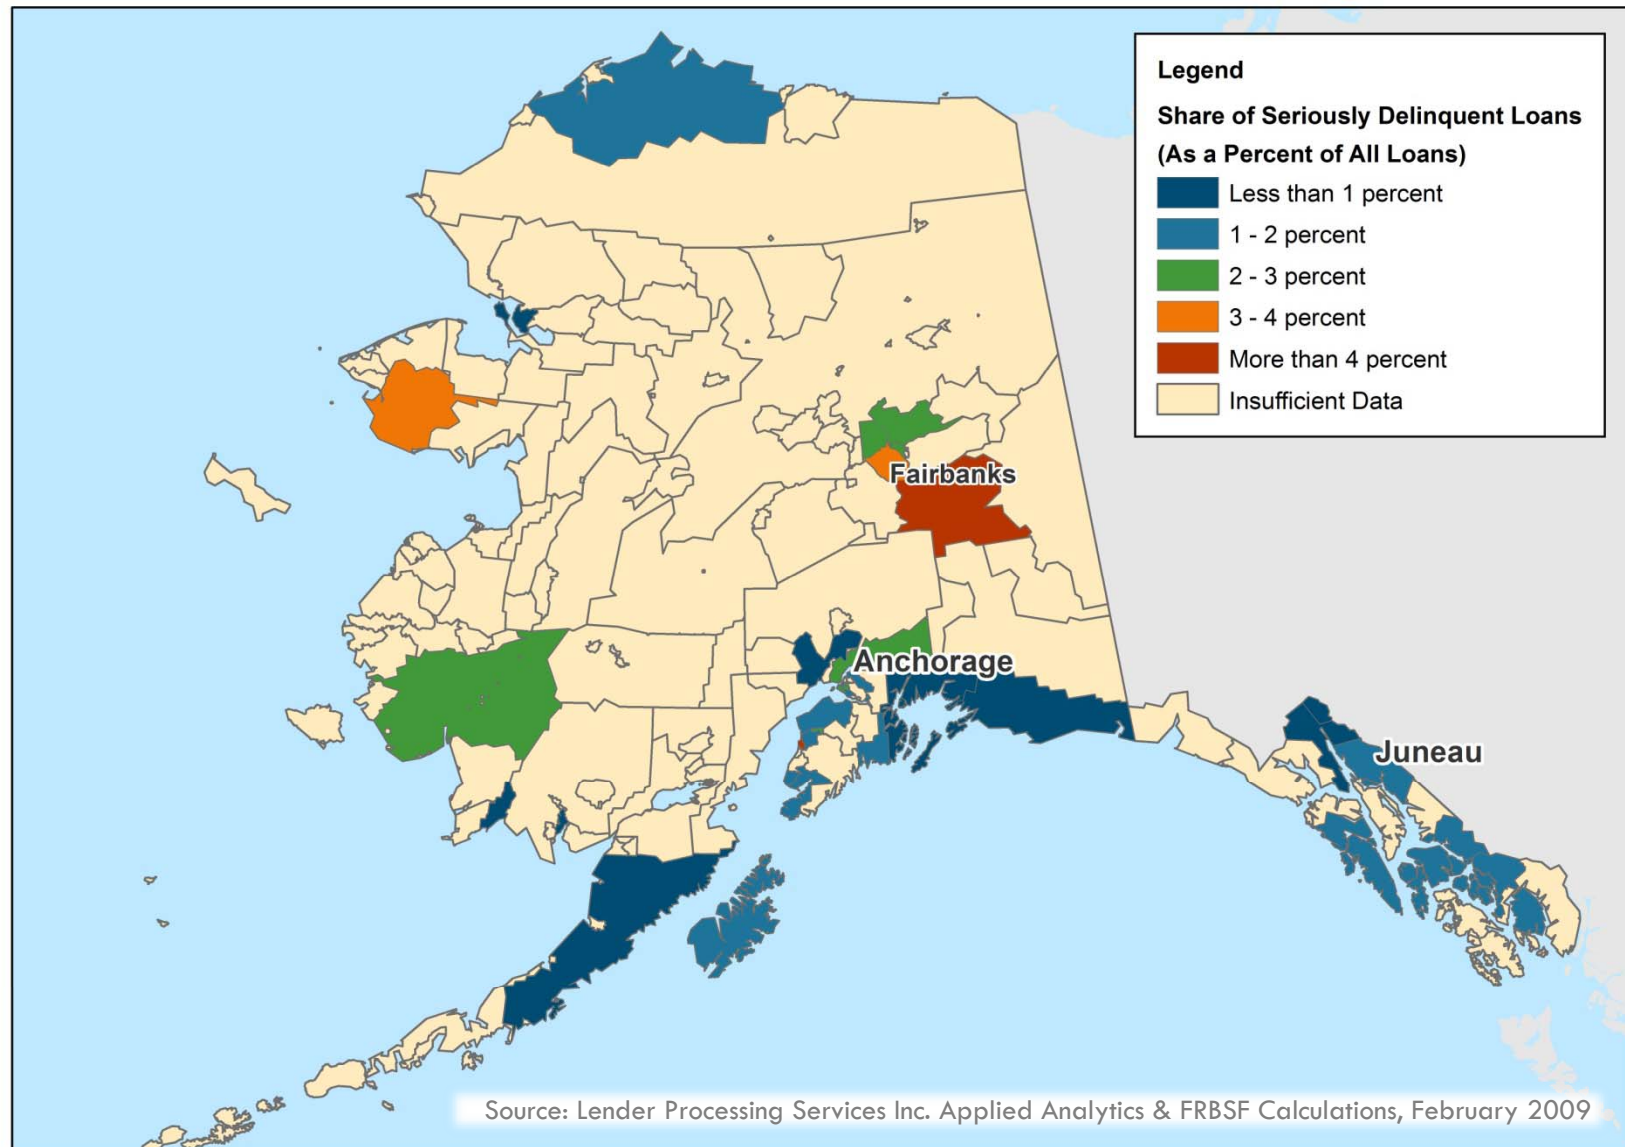 Legend
Share of Seriously Delinquent Loans
(As a Percent of All Loans)
Less than 1 percent
1 - 2 percent
2 - 3 percent
3 - 4 percent
More than 4 percent
Insufficient Data
Fairbanks
Anchorage
Juneau
Source: Lender Processing Services Inc. Applied Analytics & FRBSF Calculations, February 2009